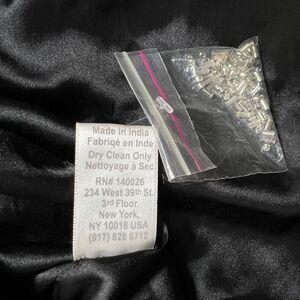 Made in India
Fabriqé en Inde
Dry Clean Only
Nettoyage à Sec
RN# 140026
234 West 39th St.
3rd Floor
New York,
NY 10018 USA
(917) 828 6712